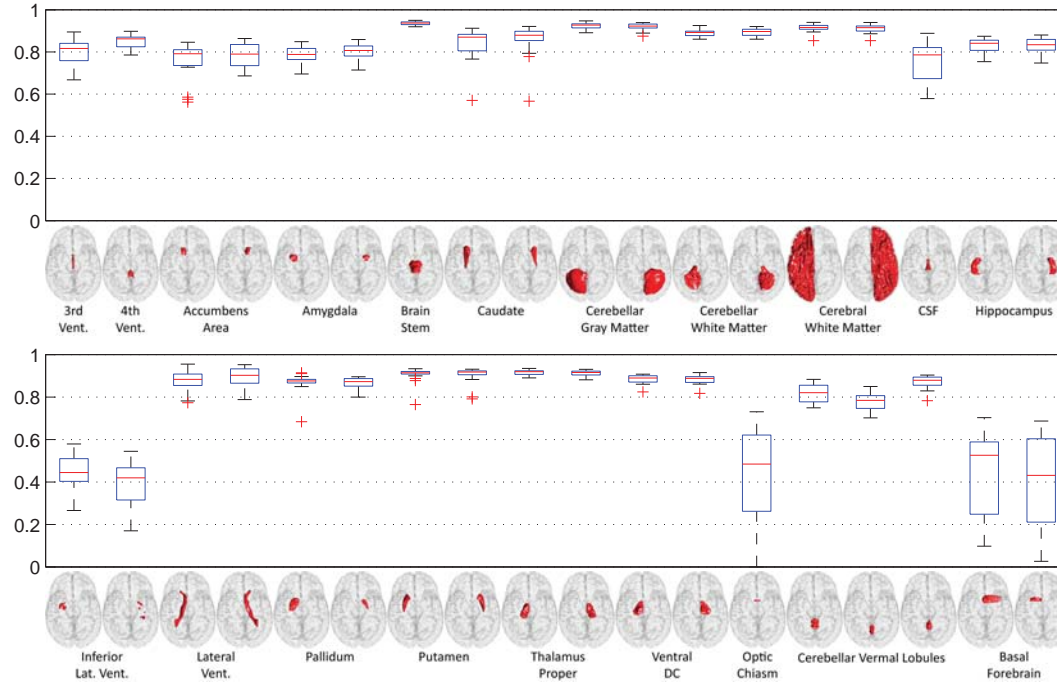 1
0.8
0.6
0.4
0.2
0
3rd Vent.
4th Vent.
Accumbens Area
Amygdala
Brain Stem
Caudate
Cerebellar Gray Matter
Cerebellar White Matter
Cerebral White Matter
CSF
Hippocampus
1
0.8
0.6
0.4
0.2
0
Inferior Lat. Vent.
Lateral Vent.
Pallidum
Putamen
Thalamus Proper
Ventral DC
Optic Chiasm
Cerebellar Vermal Lobules
Basal Forebrain